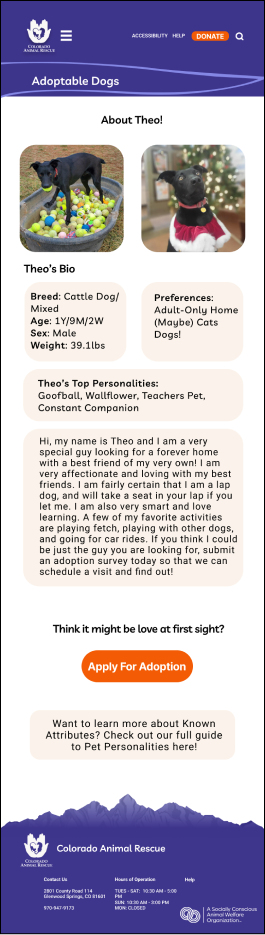 COLORADO
ANIMAL RESCUE
ACCESSIBILITY HELP DONATE
Adoptable Dogs
About Theo!
Theo's Bio
Breed: Cattle Dog/
Mixed
Age: 1Y/9M/2W
Sex: Male
Weight: 39.1lbs
Preferences:
Adult-Only Home
(Maybe) Cats
Dogs!
Theo's Top Personalities:
Goofball, Wallflower, Teachers Pet,
Constant Companion
Hi, my name is Theo and I am a very
special guy looking for a forever home
with a best friend of my very own! I am
very affectionate and loving with my best
friends. I am fairly certain that I am a lap
dog, and will take a seat in your lap if you
let me. I am also very smart and love
learning. A few of my favorite activities
are playing fetch, playing with other dogs,
and going for car rides. If you think I could
be just the guy you are looking for, submit
an adoption survey today so that we can
schedule a visit and find out!
Think it might be love at first sight?
Apply For Adoption
Want to learn more about Known
Attributes? Check out our full guide
to Pet Personalities here!
COLORADO
ANIMAL RESCUE
Colorado Animal Rescue
Contact Us
2801 County Road 114
Glenwood Springs, CO 81601
970-947-9173
Hours of Operation
TUES - SAT: 10:30 AM - 5:00
PM
SUN: 10:30 AM - 3:00 PM
MON: CLOSED
Help
A Socially Conscious
Animal Welfare
Organization...